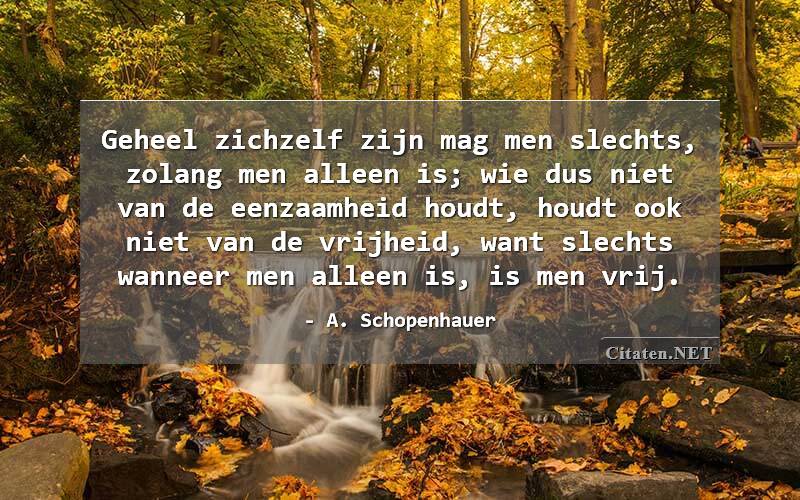 Geheel zichzelf zijn mag men slechts,
zolang men alleen is; wie dus niet
van de eenzaamheid houdt, houdt ook
niet van de vrijheid, want slechts
wanneer men alleen is, is men vrij.
- A. Schopenhauer
Citaten.NET